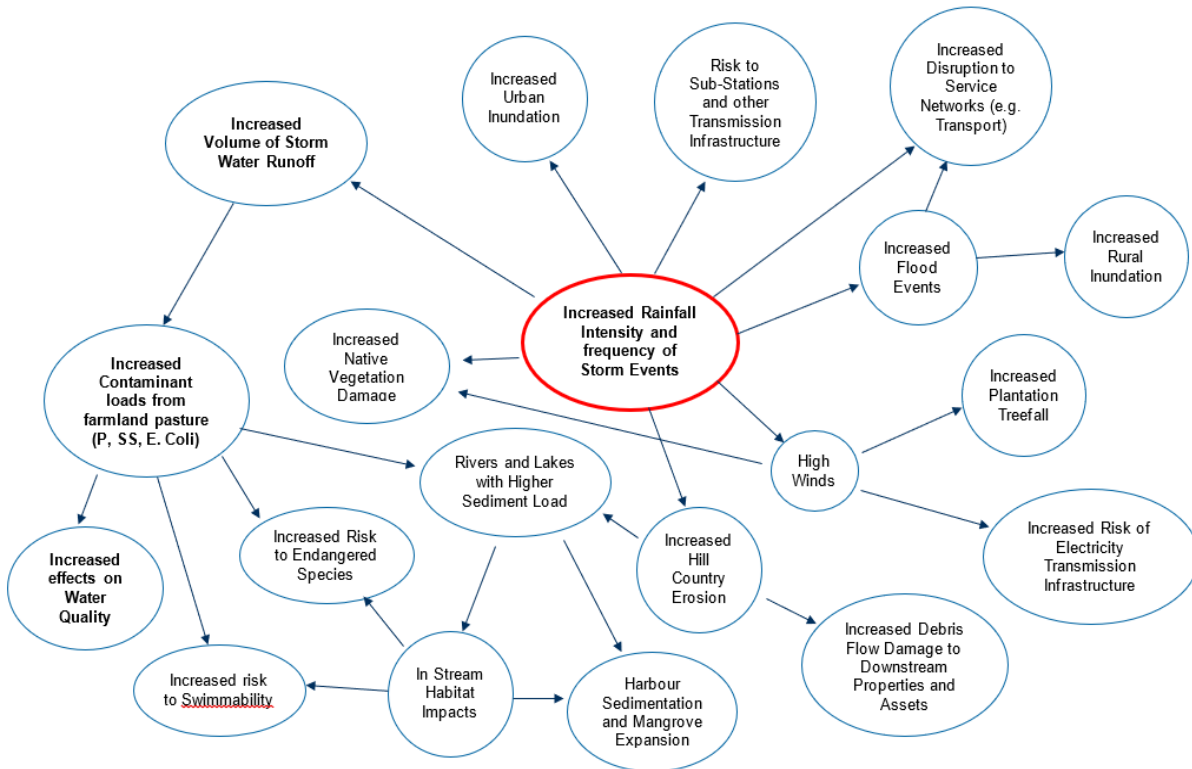 Increased
Volume of Storm
Water Runoff
Increased
Urban
Inundation
Risk to
Sub-Stations
and other
Transmission
Infrastructure
Increased
Disruption to
Service
Networks (e.g.
Transport)
Increased
Flood
Events
Increased
Rural
Inundation
Increased Rainfall
Intensity and
frequency of
Storm Events
Increased
Native
Vegetation
Damage
Increased
Contaminant
loads from
farmland pasture
(P, SS, E. Coli)
Increased
Plantation
Treefall
High
Winds
Rivers and Lakes
with Higher
Sediment Load
Increased Risk of
Electricity
Transmission
Infrastructure
Increased Risk
to Endangered
Species
Increased
Hill
Country
Erosion
Increased
effects on
Water
Quality
Increased Debris
Flow Damage to
Downstream
Properties and
Assets
Increased risk
to Swimmability
In Stream
Habitat
Impacts
Harbour
Sedimentation
and Mangrove
Expansion